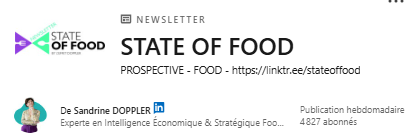 NEWSLETTER
STATE
OF FOOD
STATE OF FOOD
PROSPECTIVE - FOOD - https://linktr.ee/stateoffood
De Sandrine DOPPLER in
Experte en Intelligence Économique & Stratégique Foo...
Publication hebdomadaire
4827 abonnés